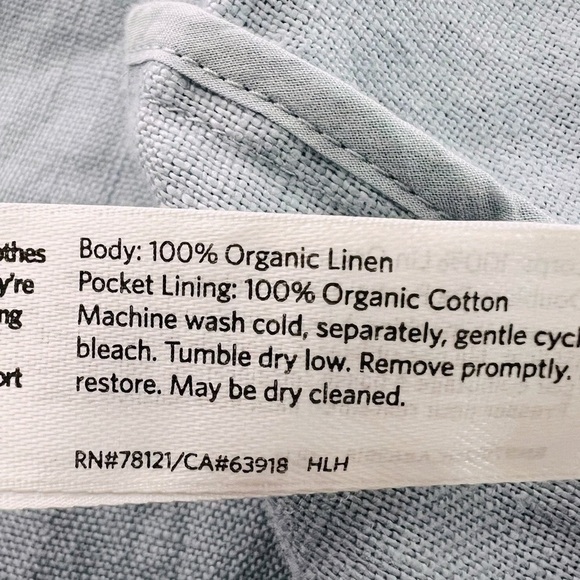 othes
y're
ng
ort
Body: 100% Organic Linen
Pocket Lining: 100% Organic Cotton
Machine wash cold, separately, gentle cycl
bleach. Tumble dry low. Remove promptly.
restore. May be dry cleaned.
RN#78121/CA#63918 HLH